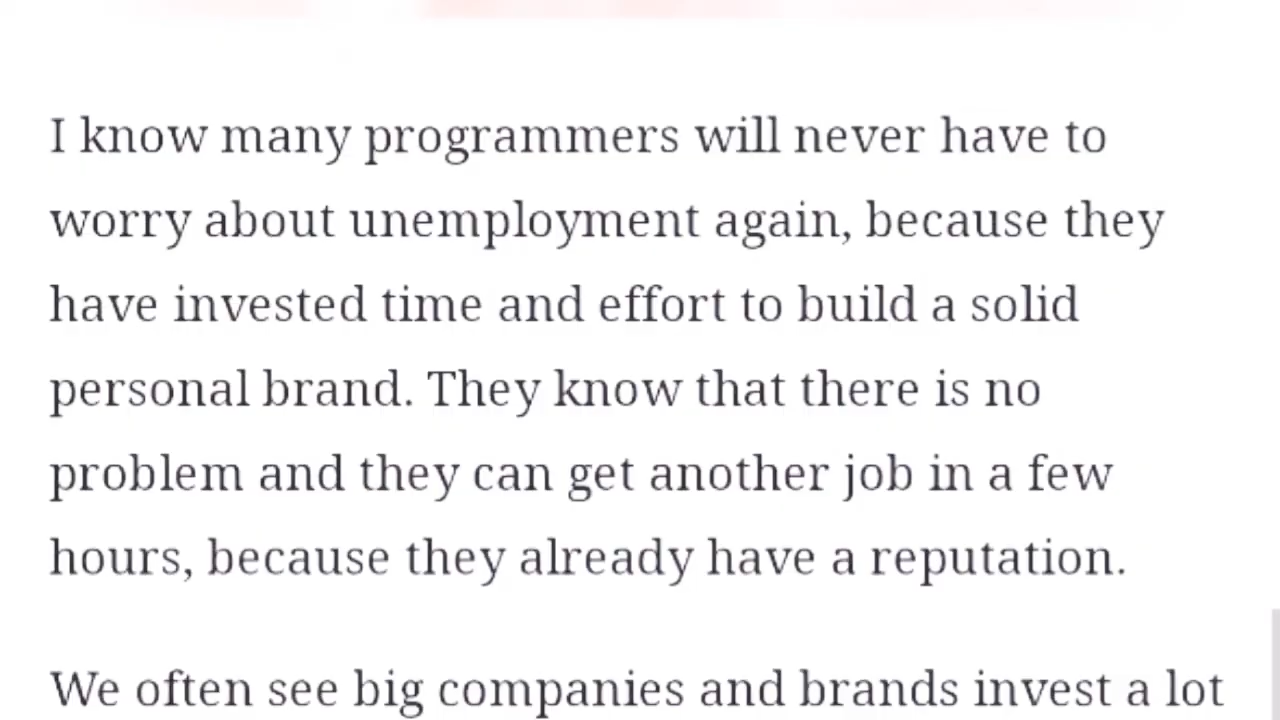 I know many programmers will never have to
worry about unemployment again, because they
have invested time and effort to build a solid
personal brand. They know that there is no
problem and they can get another job in a few
hours, because they already have a reputation.
We often see big companies and brands invest a lot